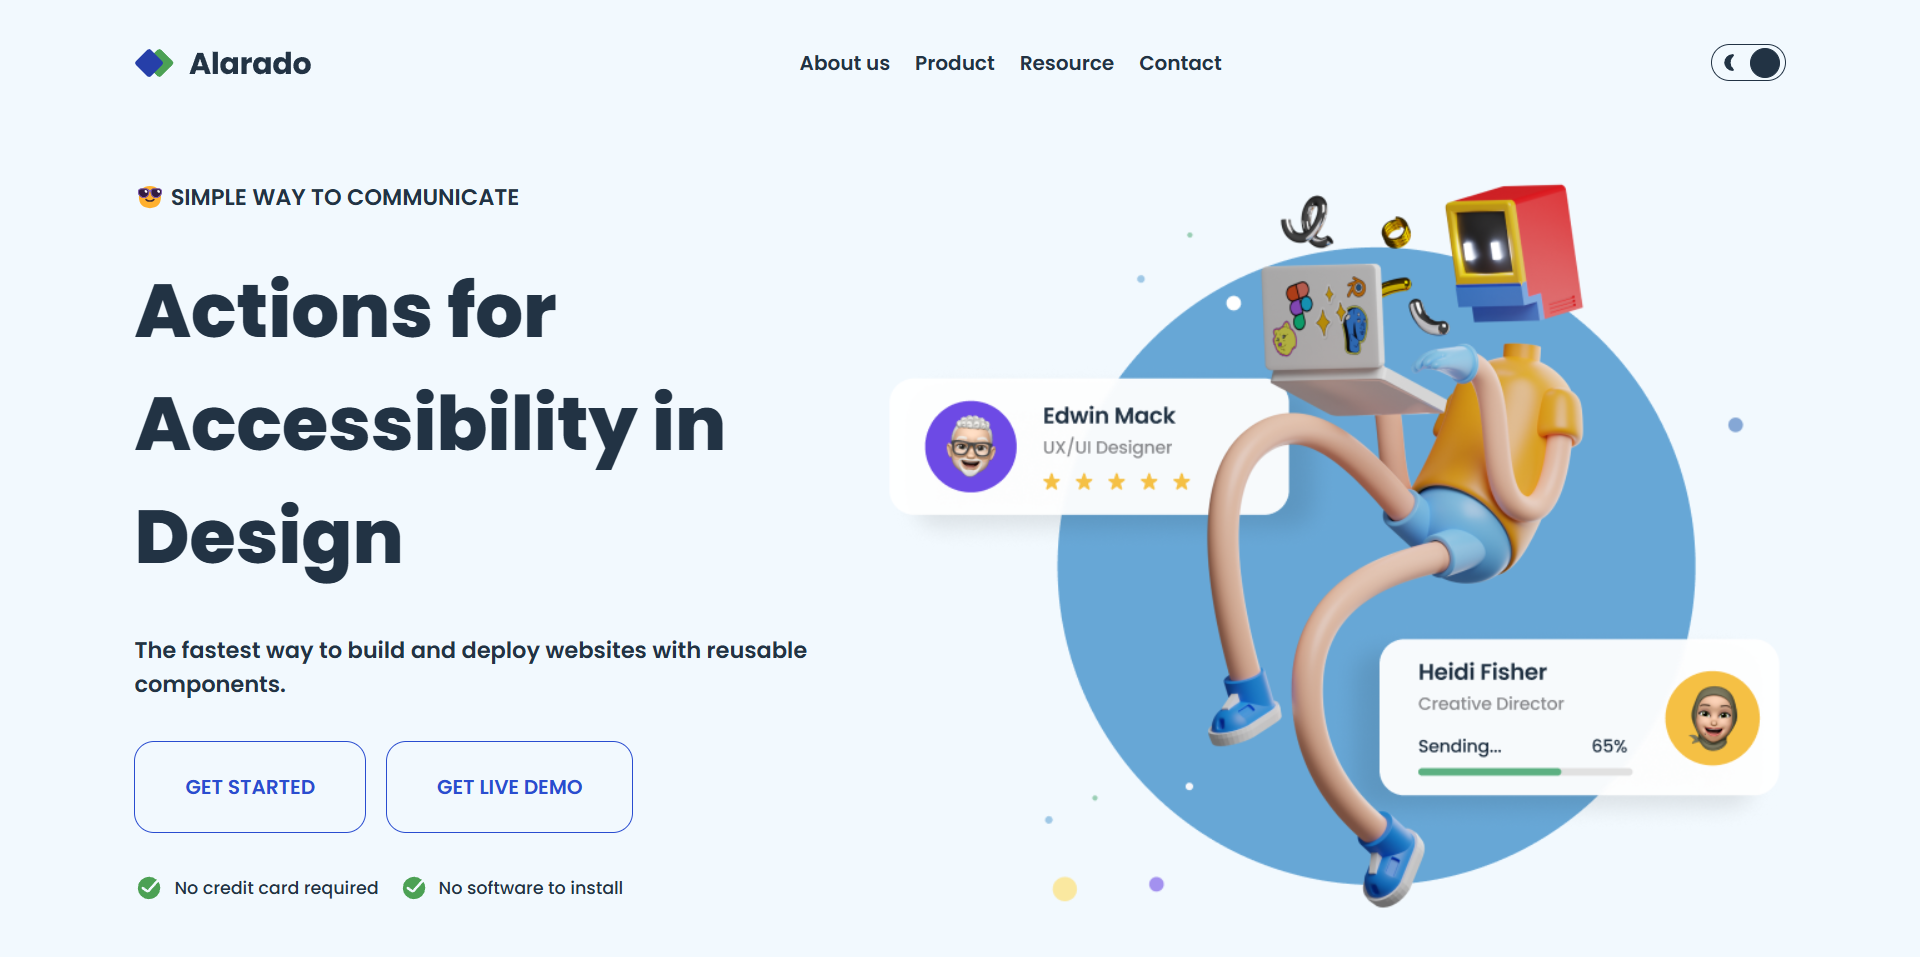 Alarado
About us
Product
Resource
Contact
SIMPLE WAY TO COMMUNICATE
Actions for
Accessibility in
Design
The fastest way to build and deploy websites with reusable
components.
GET STARTED
GET LIVE DEMO
No credit card required
No software to install
Edwin Mack
UX/UI Designer
Heidi Fisher
Creative Director
Sending...
65%